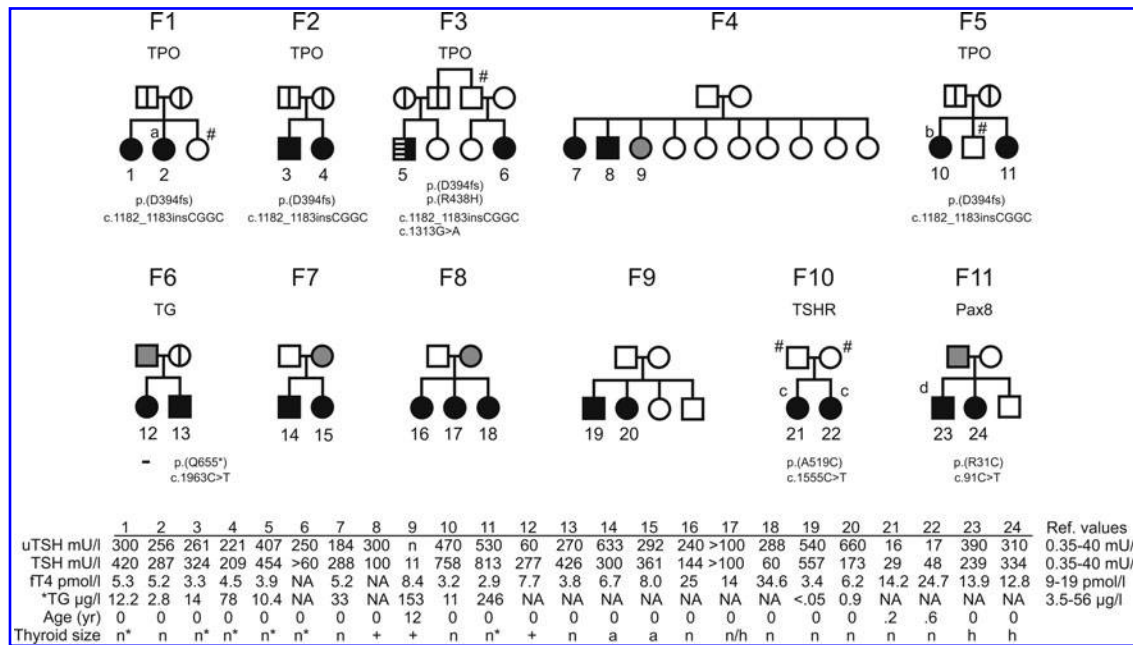 F1 F2 F3 F4 F5
TPO TPO TPO TPO
#
a # b #
1 2 3 4 5 6 7 8 9 10 11
p.(D394fs) p.(D394fs) p.(D394fs) p.(D394fs)
p.(R438H)
c.1182_1183insCGGC c.1182_1183insCGGC c.1182_1183insCGGC c.1182_1183insCGGC
c.1313G>A
F6 F7 F8 F9 F10 F11
TG TSHR Pax8
# #
c c d
12 13 14 15 16 17 18 19 20 21 22 23 24
- p.(Q655*) p.(A519C) p.(R31C)
c.1963C>T c.1555C>T c.91C>T
1 2 3 4 5 6 7 8 9 10 11 12 13 14 15 16 17 18 19 20 21 22 23 24 Ref. values
uTSH mU/l 300 256 261 221 407 250 184 300 n 470 530 60 270 633 292 240 >100 288 540 660 16 17 390 310 0.35-40 mU/
TSH mU/l 420 287 324 209 454 >60 288 100 11 758 813 277 426 300 361 144 >100 60 557 173 29 48 239 334 0.35-40 mU/
fT4 pmol/l 5.3 5.2 3.3 4.5 3.9 NA 5.2 NA 8.4 3.2 2.9 7.7 3.8 6.7 8.0 25 14 34.6 3.4 6.2 14.2 24.7 13.9 12.8 9-19 pmol/l
*TG µg/l 12.2 2.8 14 78 10.4 NA 33 NA 153 11 246 NA NA NA NA NA NA NA <.05 0.9 NA NA NA NA 3.5-56 µg/l
Age (yr) 0 0 0 0 0 0 0 0 12 0 0 0 0 0 0 0 0 0 0 0 .2 .6 0 0
Thyroid size n* n n* n* n* n* n + + n n* + n a a n n/h n n n n n h h